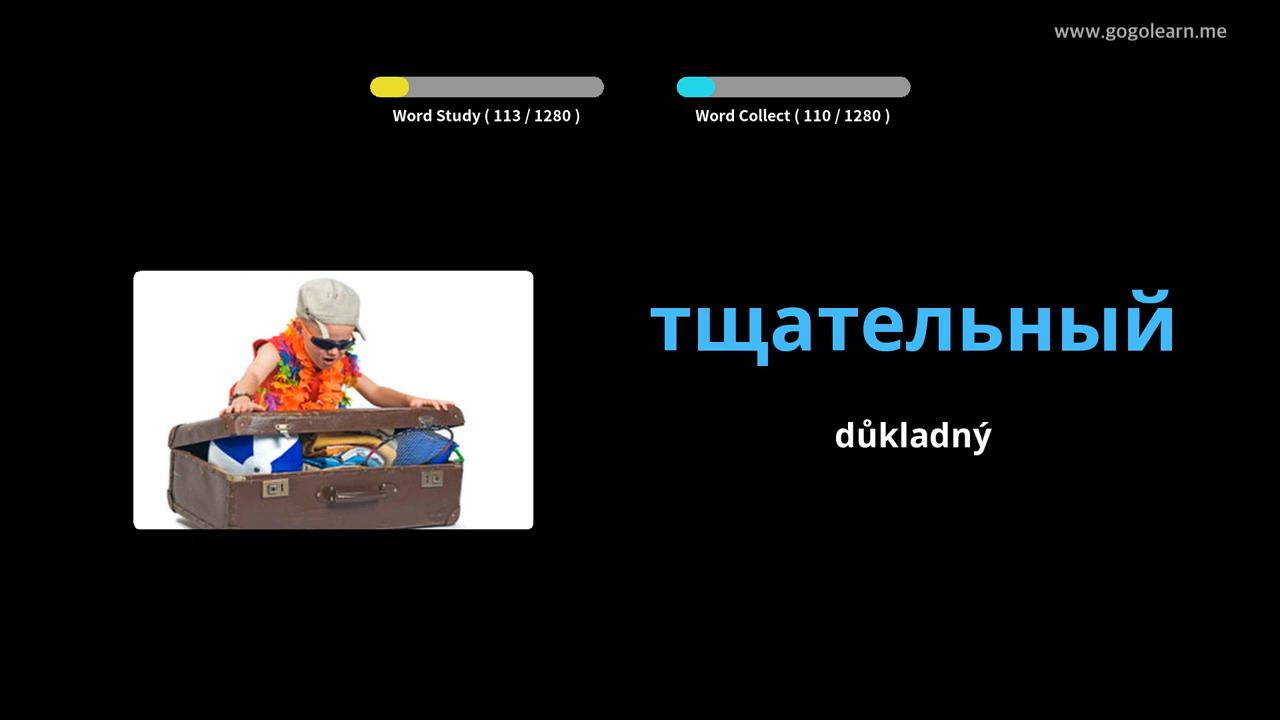 www.gogolearn.me
Word Study ( 113 / 1280 )
Word Collect ( 110 / 1280 )
тщательный
důkladný